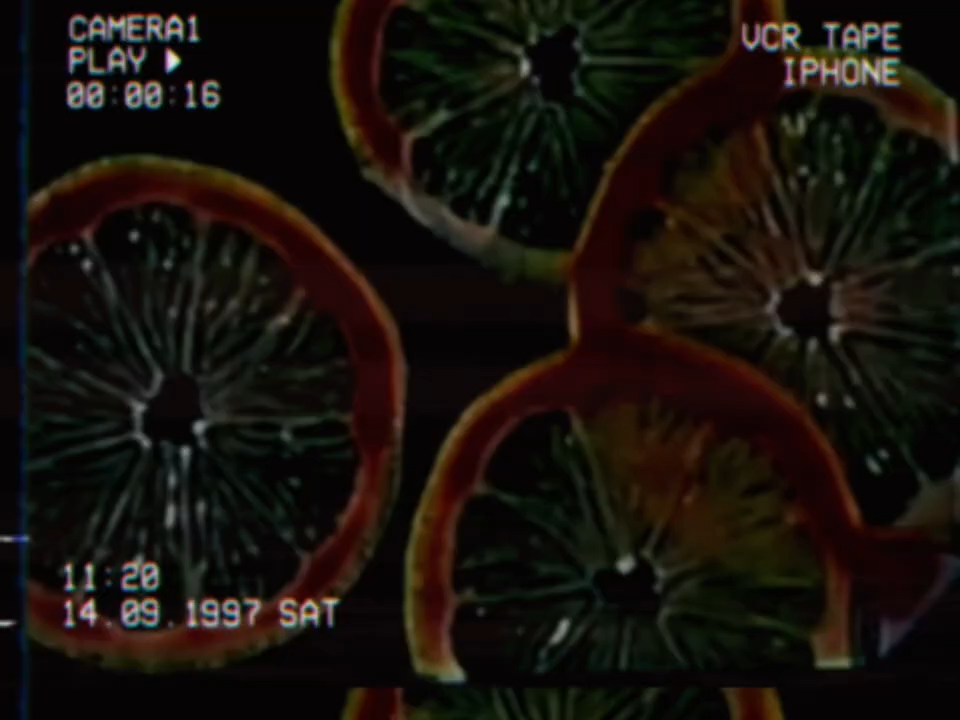 CAMERA1
PLAY
00:00:16
VCR TAPE
IPHONE
11:20
14.09.1997 SAT